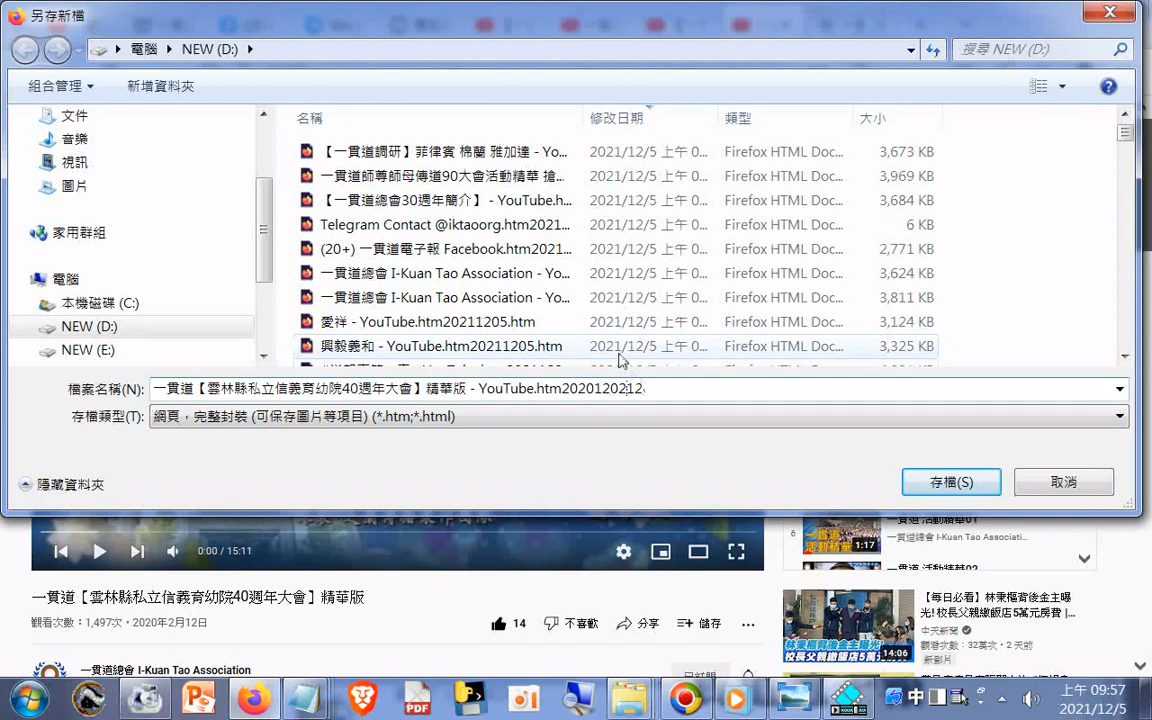 另存新檔
電腦 ▸ NEW (D:) ▸
搜尋 NEW (D:)
組合管理 ▾
新增資料夾
文件
音樂
視訊
圖片
家用群組
電腦
本機磁碟 (C:)
NEW (D:)
NEW (E:)
名稱 修改日期 類型 大小
【一貫道調研】菲律賓 棉蘭 雅加達 - Yo... 2021/12/5 上午 0... Firefox HTML Doc... 3,673 KB
一貫道師尊師母傳道90大會活動精華 搶... 2021/12/5 上午 0... Firefox HTML Doc... 3,969 KB
【一貫道總會30週年簡介】 - YouTube.h... 2021/12/5 上午 0... Firefox HTML Doc... 3,684 KB
Telegram Contact @iktaoorg.htm2021... 2021/12/5 上午 0... Firefox HTML Doc... 6 KB
(20+) 一貫道電子報 Facebook.htm2021... 2021/12/5 上午 0... Firefox HTML Doc... 2,771 KB
一貫道總會 I-Kuan Tao Association - Yo... 2021/12/5 上午 0... Firefox HTML Doc... 3,624 KB
一貫道總會 I-Kuan Tao Association - Yo... 2021/12/5 上午 0... Firefox HTML Doc... 3,811 KB
愛祥 - YouTube.htm20211205.htm 2021/12/5 上午 0... Firefox HTML Doc... 3,124 KB
興毅義和 - YouTube.htm20211205.htm 2021/12/5 上午 0... Firefox HTML Doc... 3,325 KB
檔案名稱(N): 一貫道【雲林縣私立信義育幼院40週年大會】精華版 - YouTube.htm2020120212
存檔類型(T): 網頁，完整封裝 (可保存圖片等項目) (*.htm;*.html)
隱藏資料夾
存檔(S)
取消
0:00 / 15:11
一貫道【雲林縣私立信義育幼院40週年大會】精華版
觀看次數：1,497次・2020年2月12日
14
不喜歡
分享
儲存
一貫道總會 I-Kuan Tao Association
6
1:17
一貫道總會 I-Kuan Tao Associati...
14:06
【每日必看】林秉樞背後金主曝
光! 校長父親繳飯店5萬元房費 |...
中天新聞
觀看次數：32萬次・2 天前
新影片
PDF
中
上午 09:57
2021/12/5